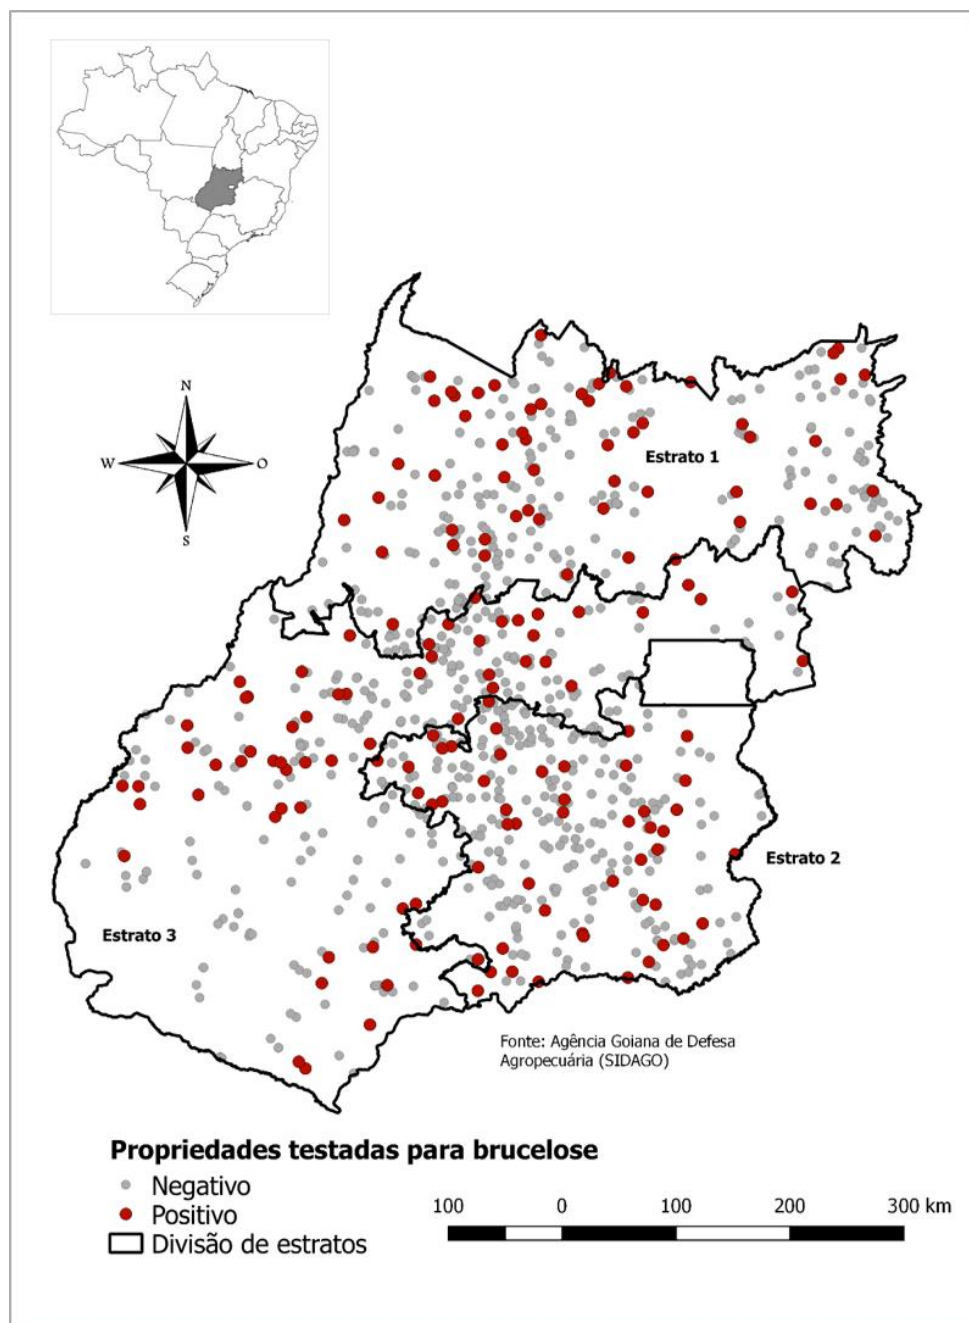 N
W
O
S
Estrato 1
Estrato 2
Estrato 3
Fonte: Agência Goiana de Defesa
Agropecuária (SIDAGO)
Propriedades testadas para brucelose
Negativo
Positivo
Divisão de estratos
100 0 100 200 300 km